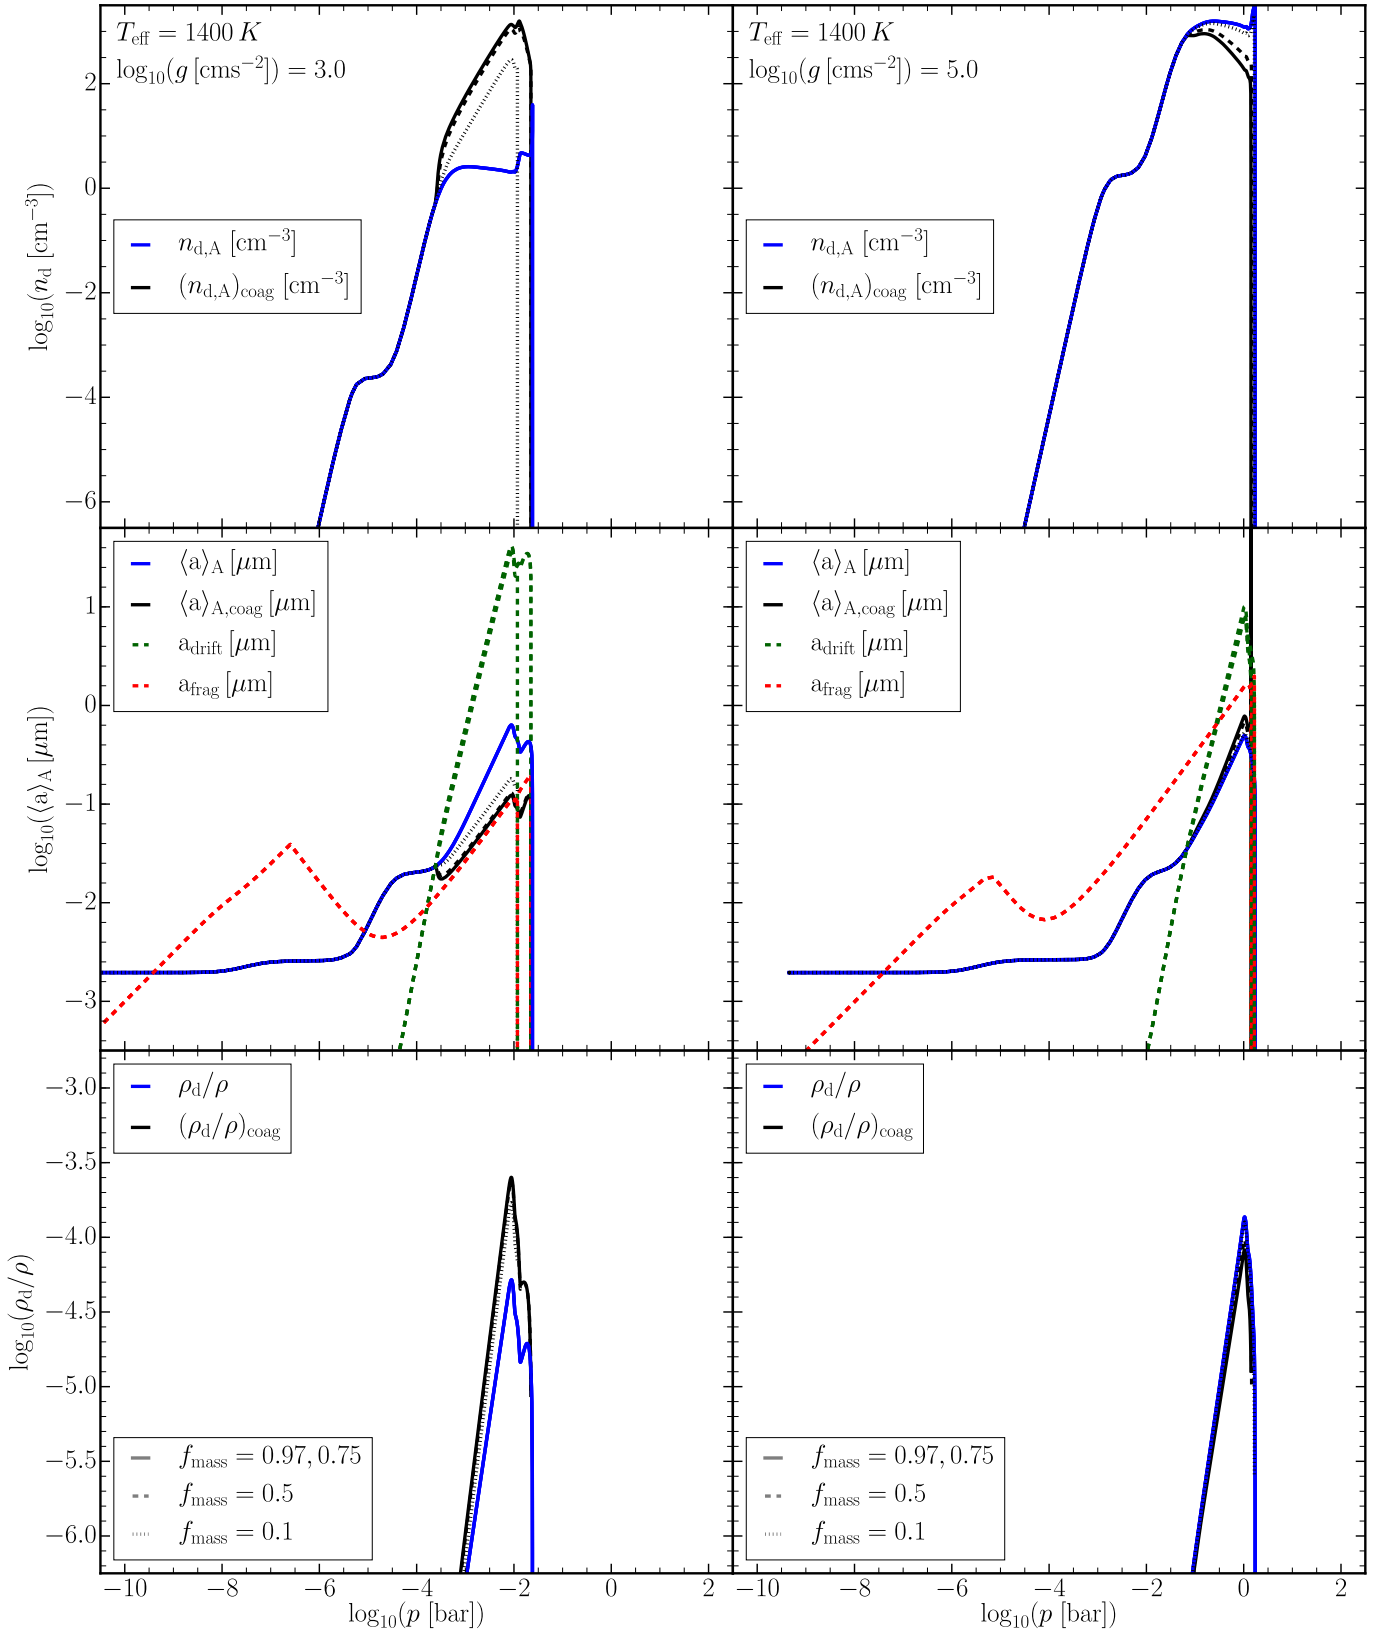 T_eff = 1400 K
log₁₀(g [cms⁻²]) = 3.0
2
0
−2
−4
−6
log₁₀(n_d [cm⁻³])
n_d,A [cm⁻³]
(n_d,A)_coag [cm⁻³]
T_eff = 1400 K
log₁₀(g [cms⁻²]) = 5.0
n_d,A [cm⁻³]
(n_d,A)_coag [cm⁻³]
1
0
−1
−2
−3
log₁₀(⟨a⟩_A [μm])
⟨a⟩_A [μm]
⟨a⟩_A,coag [μm]
a_drift [μm]
a_frag [μm]
⟨a⟩_A [μm]
⟨a⟩_A,coag [μm]
a_drift [μm]
a_frag [μm]
−3.0
−3.5
−4.0
−4.5
−5.0
−5.5
−6.0
log₁₀(ρ_d/ρ)
ρ_d/ρ
(ρ_d/ρ)_coag
f_mass = 0.97, 0.75
f_mass = 0.5
f_mass = 0.1
ρ_d/ρ
(ρ_d/ρ)_coag
f_mass = 0.97, 0.75
f_mass = 0.5
f_mass = 0.1
−10 −8 −6 −4 −2 0 2
log₁₀(p [bar])
−10 −8 −6 −4 −2 0 2
log₁₀(p [bar])